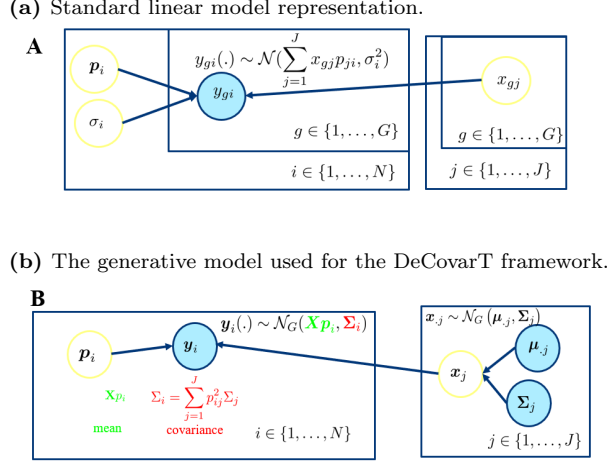 (a) Standard linear model representation.
A
y_{gi}(.) ∼ 𝒩(∑_{j=1}^{J} x_{gj}p_{ji}, σ_i^2)
p_i
y_{gi}
x_{gj}
σ_i
g ∈ {1, . . . , G}
g ∈ {1, . . . , G}
i ∈ {1, . . . , N}
j ∈ {1, . . . , J}
(b) The generative model used for the DeCovarT framework.
B
y_i(.) ∼ 𝒩_G(Xp_i, Σ_i)
x_{.j} ∼ 𝒩_G (μ_{.j}, Σ_j)
p_i
y_i
μ_{.j}
x_j
Xp_i
Σ_i = ∑_{j=1}^{J} p_{ij}^2 Σ_j
Σ_j
mean
covariance
i ∈ {1, . . . , N}
j ∈ {1, . . . , J}